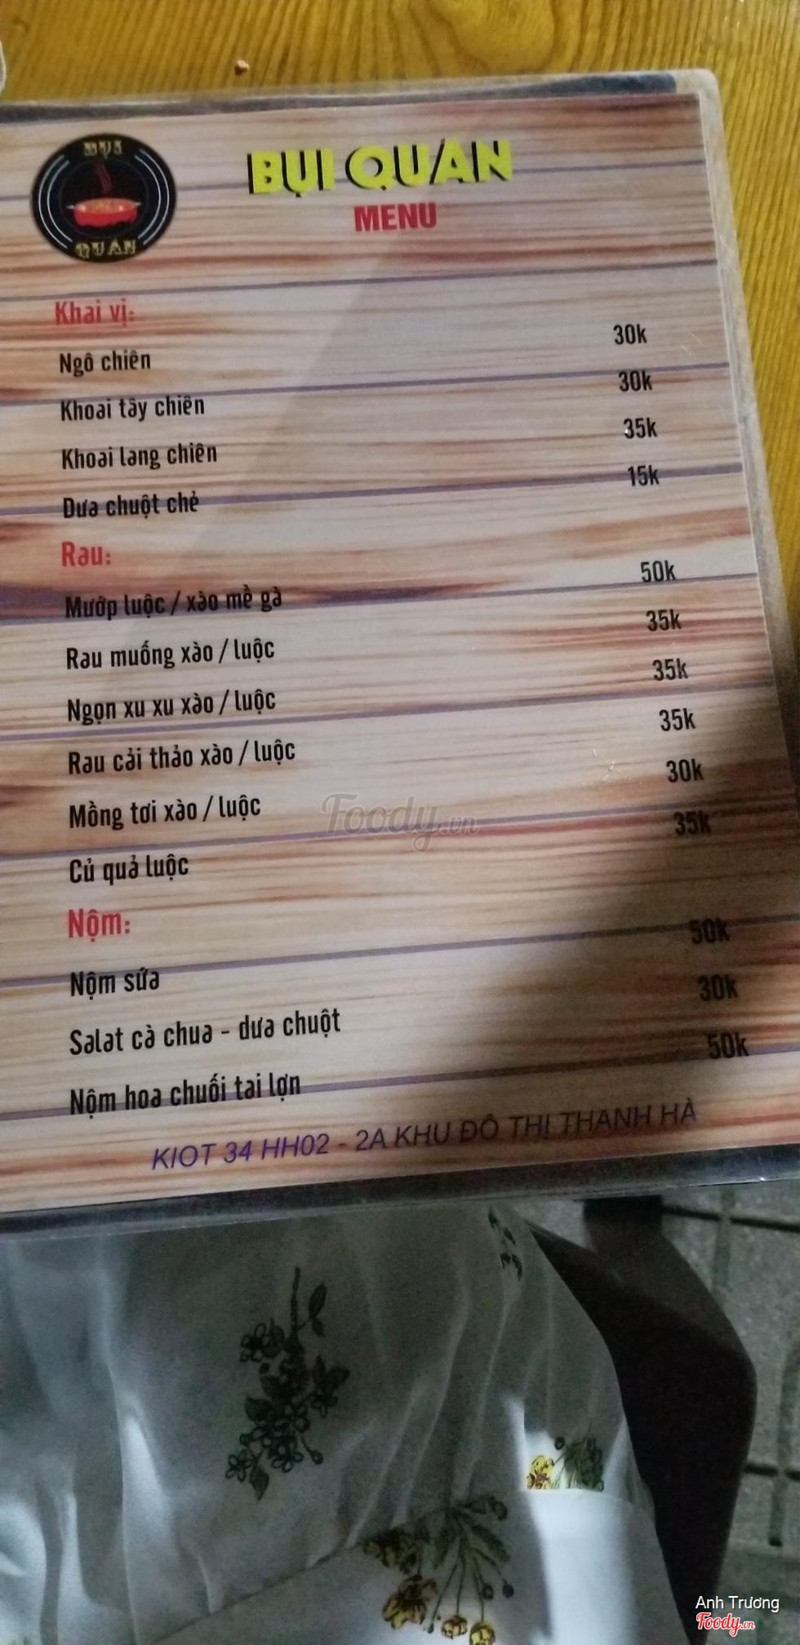 BỤI
QUÁN
BỤI QUÁN
MENU
Khai vị:
Ngô chiên 30k
Khoai tây chiên 30k
Khoai lang chiên 35k
Dưa chuột chẻ 15k
Rau:
Mướp luộc / xào mề gà 50k
Rau muống xào / luộc 35k
Ngọn xu xu xào / luộc 35k
Rau cải thảo xào / luộc 35k
Mồng tơi xào / luộc 30k
Củ quả luộc 35k
Nộm:
Nộm sứa 50k
Salat cà chua - dưa chuột 30k
Nộm hoa chuối tai lợn 50k
KIOT 34 HH02 - 2A KHU ĐÔ THỊ THANH HÀ
Foody.vn
Anh Trương
Foody.vn